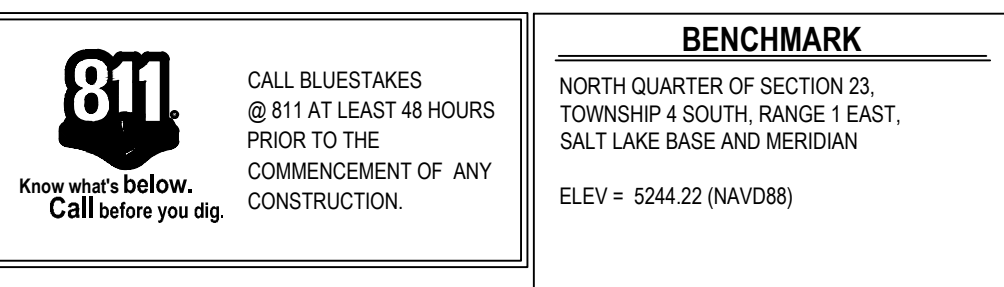 811.
Know what's below.
Call before you dig.
CALL BLUESTAKES
@ 811 AT LEAST 48 HOURS
PRIOR TO THE
COMMENCEMENT OF ANY
CONSTRUCTION.
BENCHMARK
NORTH QUARTER OF SECTION 23,
TOWNSHIP 4 SOUTH, RANGE 1 EAST,
SALT LAKE BASE AND MERIDIAN
ELEV = 5244.22 (NAVD88)